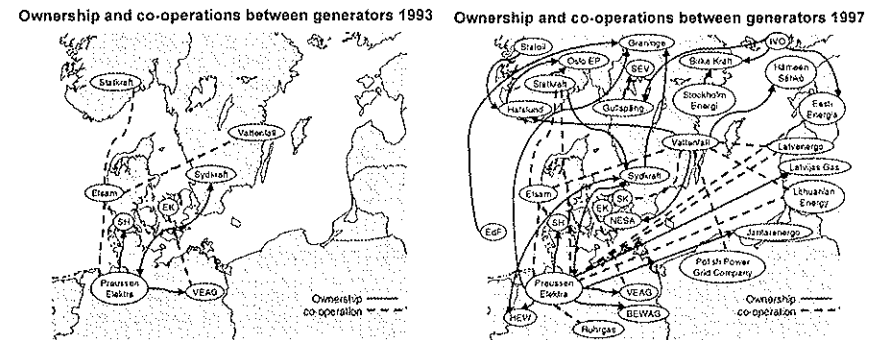 Ownership and co-operations between generators 1993
Statkraft
Vattenfall
Sydkraft
Elsam
EK
SH
Preussen
Elektra
VEAG
Ownership
co-operation
Ownership and co-operations between generators 1997
Statoil
Graninge
IVO
Oslo EP
SEV
Birka Kraft
Hämeen
Sähkö
Statkraft
Hafslund
Gullspång
Stockholm
Energi
Eesti
Energia
Vattenfall
Latvenergo
Latvijas Gas
Sydkraft
Elsam
SK
EK
NESA
SH
Lithuanian
Energy
EdF
Jantarenergo
Polish Power
Grid Company
Preussen
Elektra
VEAG
BEWAG
HEW
Ruhrgas
Ownership
co-operation